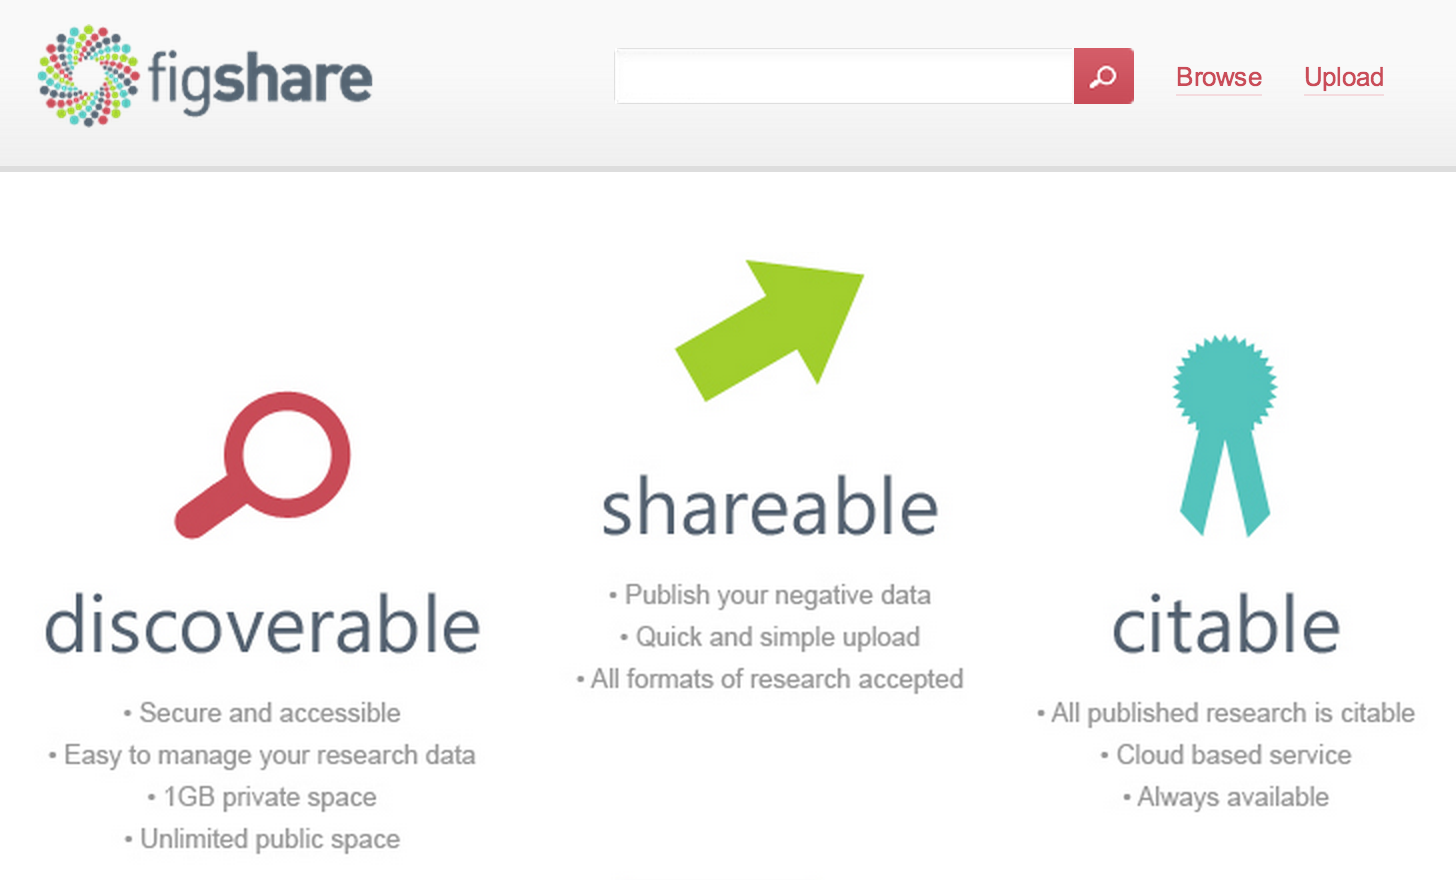 figshare
Browse
Upload
discoverable
• Secure and accessible
• Easy to manage your research data
• 1GB private space
• Unlimited public space
shareable
• Publish your negative data
• Quick and simple upload
• All formats of research accepted
citable
• All published research is citable
• Cloud based service
• Always available